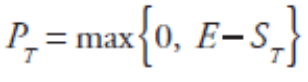 P_T = max{0, E − S_T}